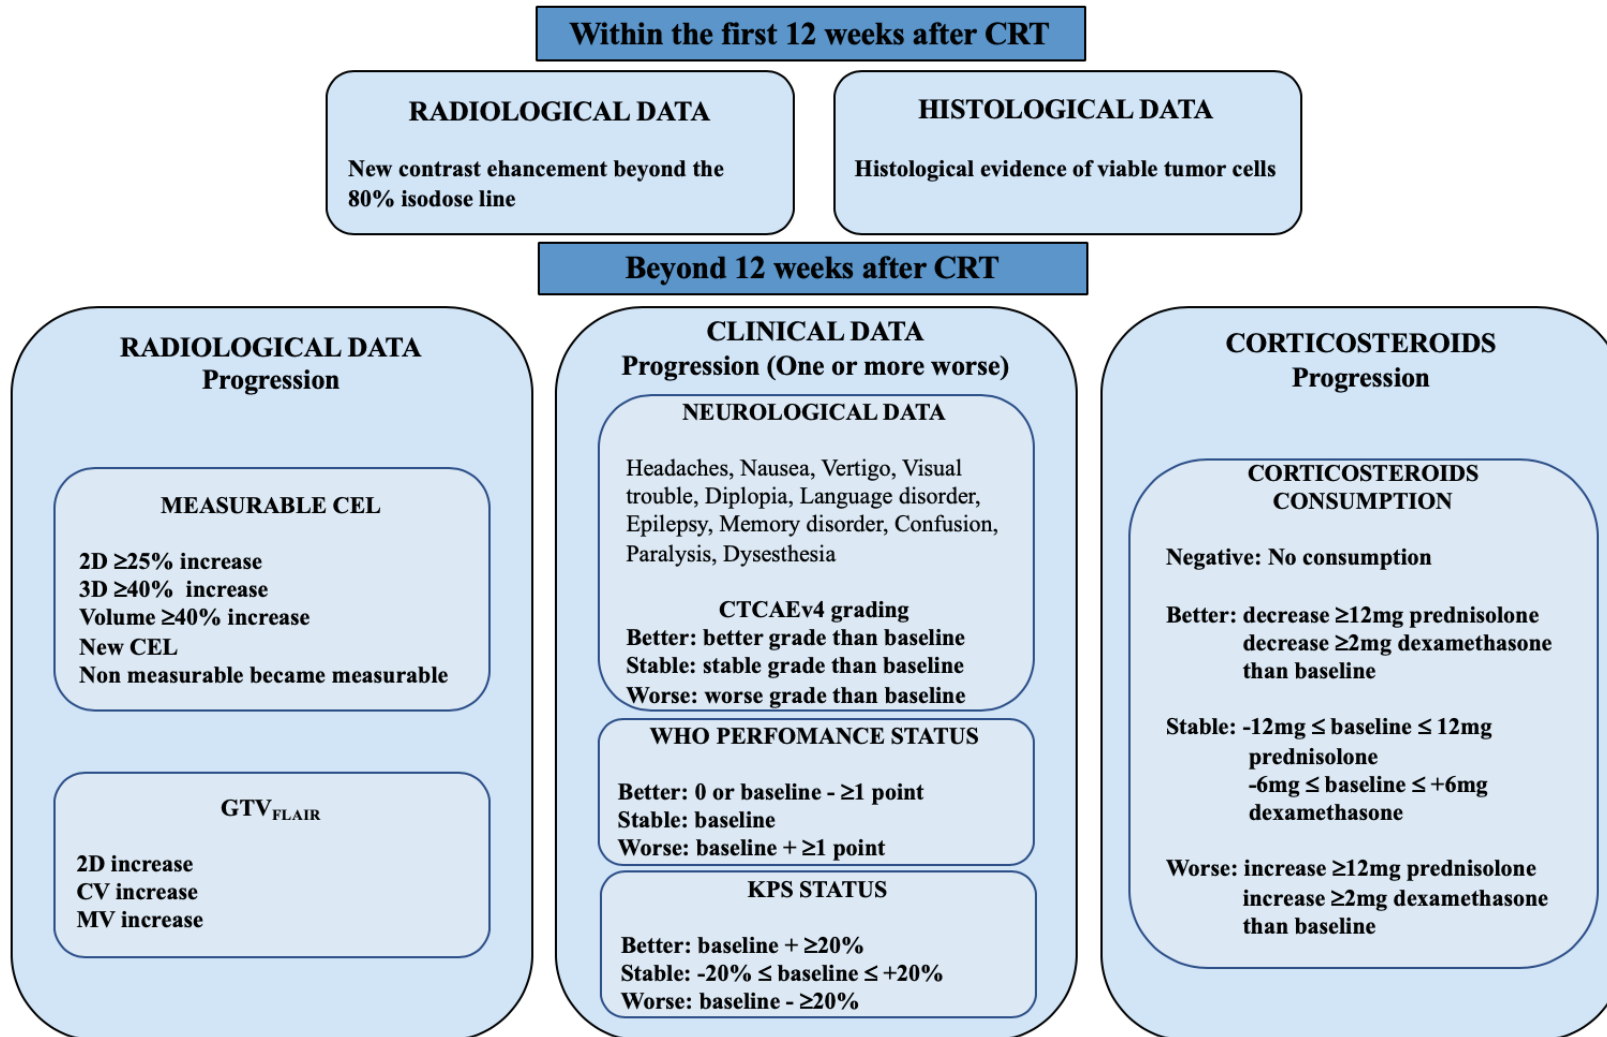 Within the first 12 weeks after CRT
RADIOLOGICAL DATA
New contrast ehancement beyond the
80% isodose line
HISTOLOGICAL DATA
Histological evidence of viable tumor cells
Beyond 12 weeks after CRT
RADIOLOGICAL DATA
Progression
MEASURABLE CEL
2D ≥25% increase
3D ≥40% increase
Volume ≥40% increase
New CEL
Non measurable became measurable
GTVFLAIR
2D increase
CV increase
MV increase
CLINICAL DATA
Progression (One or more worse)
NEUROLOGICAL DATA
Headaches, Nausea, Vertigo, Visual
trouble, Diplopia, Language disorder,
Epilepsy, Memory disorder, Confusion,
Paralysis, Dysesthesia
CTCAEv4 grading
Better: better grade than baseline
Stable: stable grade than baseline
Worse: worse grade than baseline
WHO PERFOMANCE STATUS
Better: 0 or baseline - ≥1 point
Stable: baseline
Worse: baseline + ≥1 point
KPS STATUS
Better: baseline + ≥20%
Stable: -20% ≤ baseline ≤ +20%
Worse: baseline - ≥20%
CORTICOSTEROIDS
Progression
CORTICOSTEROIDS
CONSUMPTION
Negative: No consumption
Better: decrease ≥12mg prednisolone
decrease ≥2mg dexamethasone
than baseline
Stable: -12mg ≤ baseline ≤ 12mg
prednisolone
-6mg ≤ baseline ≤ +6mg
dexamethasone
Worse: increase ≥12mg prednisolone
increase ≥2mg dexamethasone
than baseline